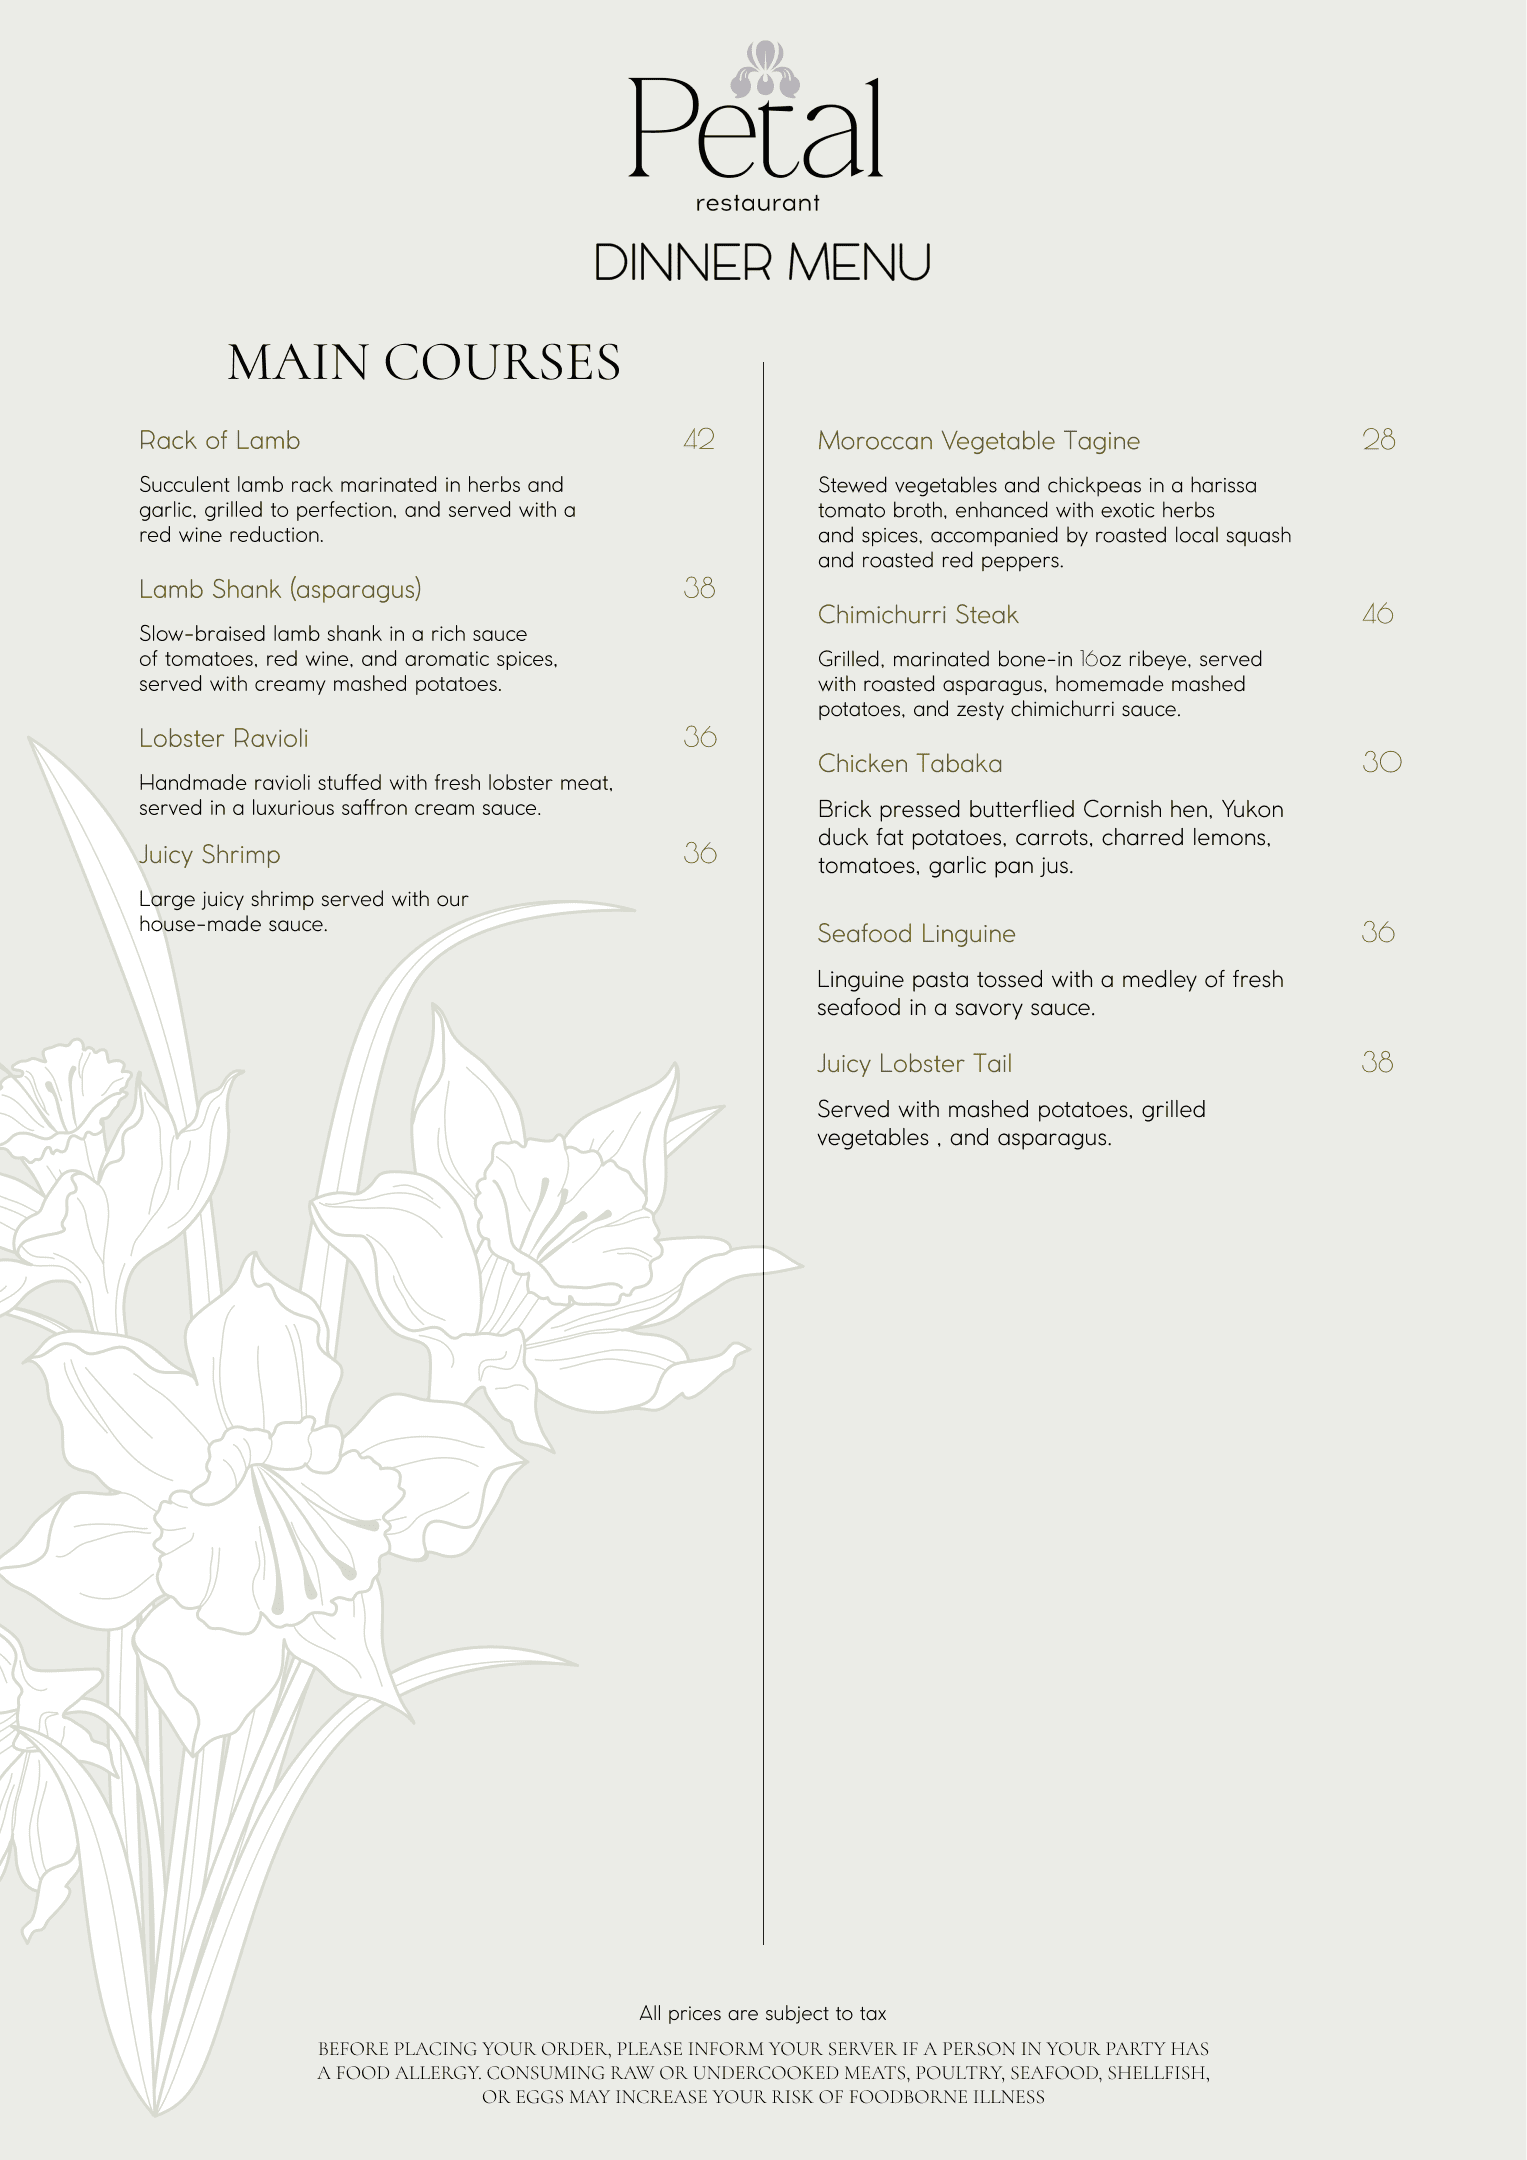 Petal
restaurant
DINNER MENU
MAIN COURSES
Rack of Lamb 42
Succulent lamb rack marinated in herbs and
garlic, grilled to perfection, and served with a
red wine reduction.
Lamb Shank (asparagus) 38
Slow-braised lamb shank in a rich sauce
of tomatoes, red wine, and aromatic spices,
served with creamy mashed potatoes.
Lobster Ravioli 36
Handmade ravioli stuffed with fresh lobster meat,
served in a luxurious saffron cream sauce.
Juicy Shrimp 36
Large juicy shrimp served with our
house-made sauce.
Moroccan Vegetable Tagine 28
Stewed vegetables and chickpeas in a harissa
tomato broth, enhanced with exotic herbs
and spices, accompanied by roasted local squash
and roasted red peppers.
Chimichurri Steak 46
Grilled, marinated bone-in 16oz ribeye, served
with roasted asparagus, homemade mashed
potatoes, and zesty chimichurri sauce.
Chicken Tabaka 30
Brick pressed butterflied Cornish hen, Yukon
duck fat potatoes, carrots, charred lemons,
tomatoes, garlic pan jus.
Seafood Linguine 36
Linguine pasta tossed with a medley of fresh
seafood in a savory sauce.
Juicy Lobster Tail 38
Served with mashed potatoes, grilled
vegetables , and asparagus.
All prices are subject to tax
BEFORE PLACING YOUR ORDER, PLEASE INFORM YOUR SERVER IF A PERSON IN YOUR PARTY HAS
A FOOD ALLERGY. CONSUMING RAW OR UNDERCOOKED MEATS, POULTRY, SEAFOOD, SHELLFISH,
OR EGGS MAY INCREASE YOUR RISK OF FOODBORNE ILLNESS